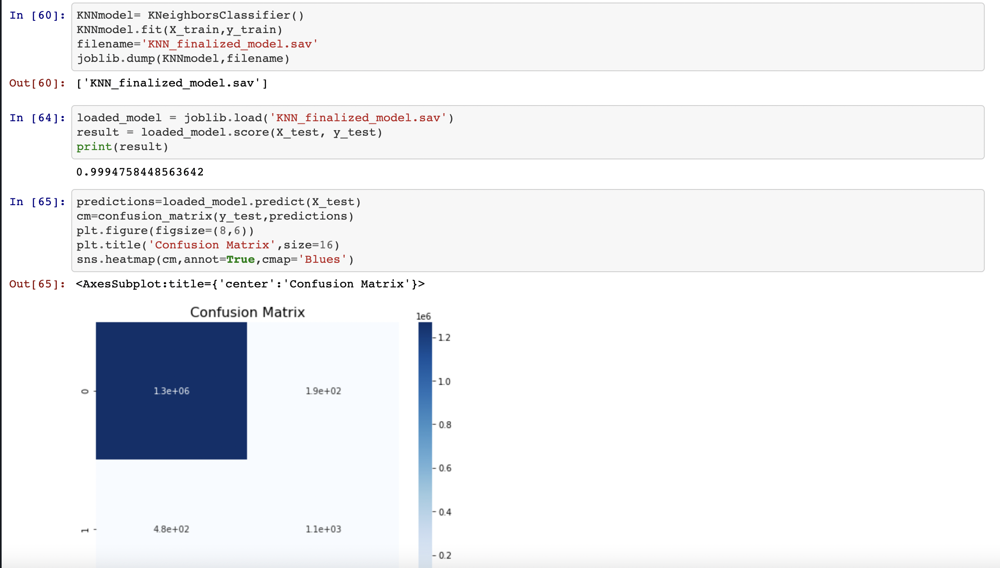 In [60]: KNNmodel= KNeighborsClassifier()
KNNmodel.fit(X_train,y_train)
filename='KNN_finalized_model.sav'
joblib.dump(KNNmodel,filename)
Out[60]: ['KNN_finalized_model.sav']
In [64]: loaded_model = joblib.load('KNN_finalized_model.sav')
result = loaded_model.score(X_test, y_test)
print(result)
0.9994758448563642
In [65]: predictions=loaded_model.predict(X_test)
cm=confusion_matrix(y_test,predictions)
plt.figure(figsize=(8,6))
plt.title('Confusion Matrix',size=16)
sns.heatmap(cm,annot=True,cmap='Blues')
Out[65]: <AxesSubplot:title={'center':'Confusion Matrix'}>
Confusion Matrix
1e6
1.2
1.0
0 1.3e+06 1.9e+02
0.8
0.6
0.4
1 4.8e+02 1.1e+03
0.2